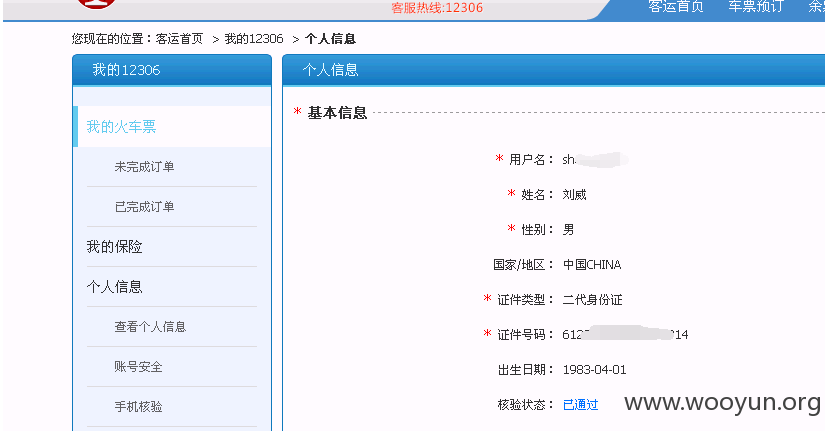 客服热线:12306
客运首页 车票预订
您现在的位置：客运首页 > 我的12306 > 个人信息
我的12306
我的火车票
未完成订单
已完成订单
我的保险
个人信息
查看个人信息
账号安全
手机核验
个人信息
* 基本信息
* 用户名： sh
* 姓名： 刘威
* 性别： 男
国家/地区： 中国CHINA
* 证件类型： 二代身份证
* 证件号码： 612 14
出生日期： 1983-04-01
核验状态： 已通过
www.wooyun.org